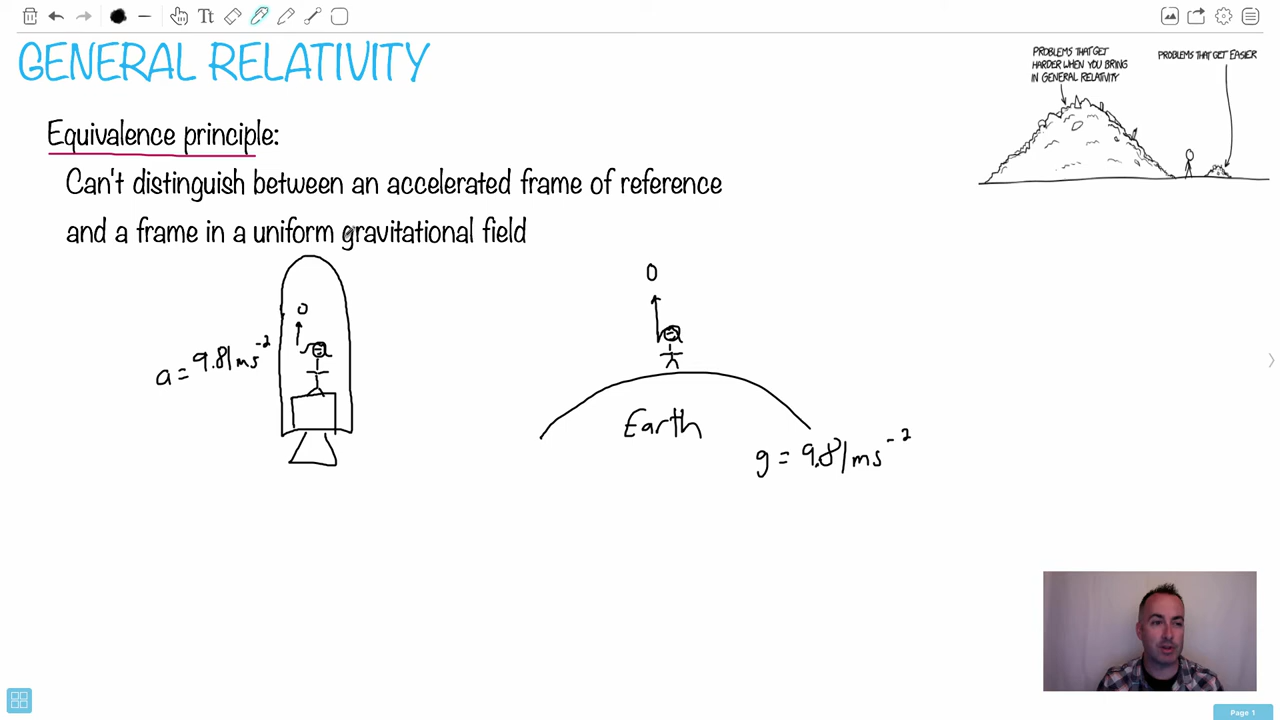 GENERAL RELATIVITY
PROBLEMS THAT GET
HARDER WHEN YOU BRING
IN GENERAL RELATIVITY
PROBLEMS THAT GET EASIER
Equivalence principle:
Can't distinguish between an accelerated frame of reference
and a frame in a uniform gravitational field
a = 9.81ms⁻²
Earth
g = 9.81ms⁻²
Tt
Page 1